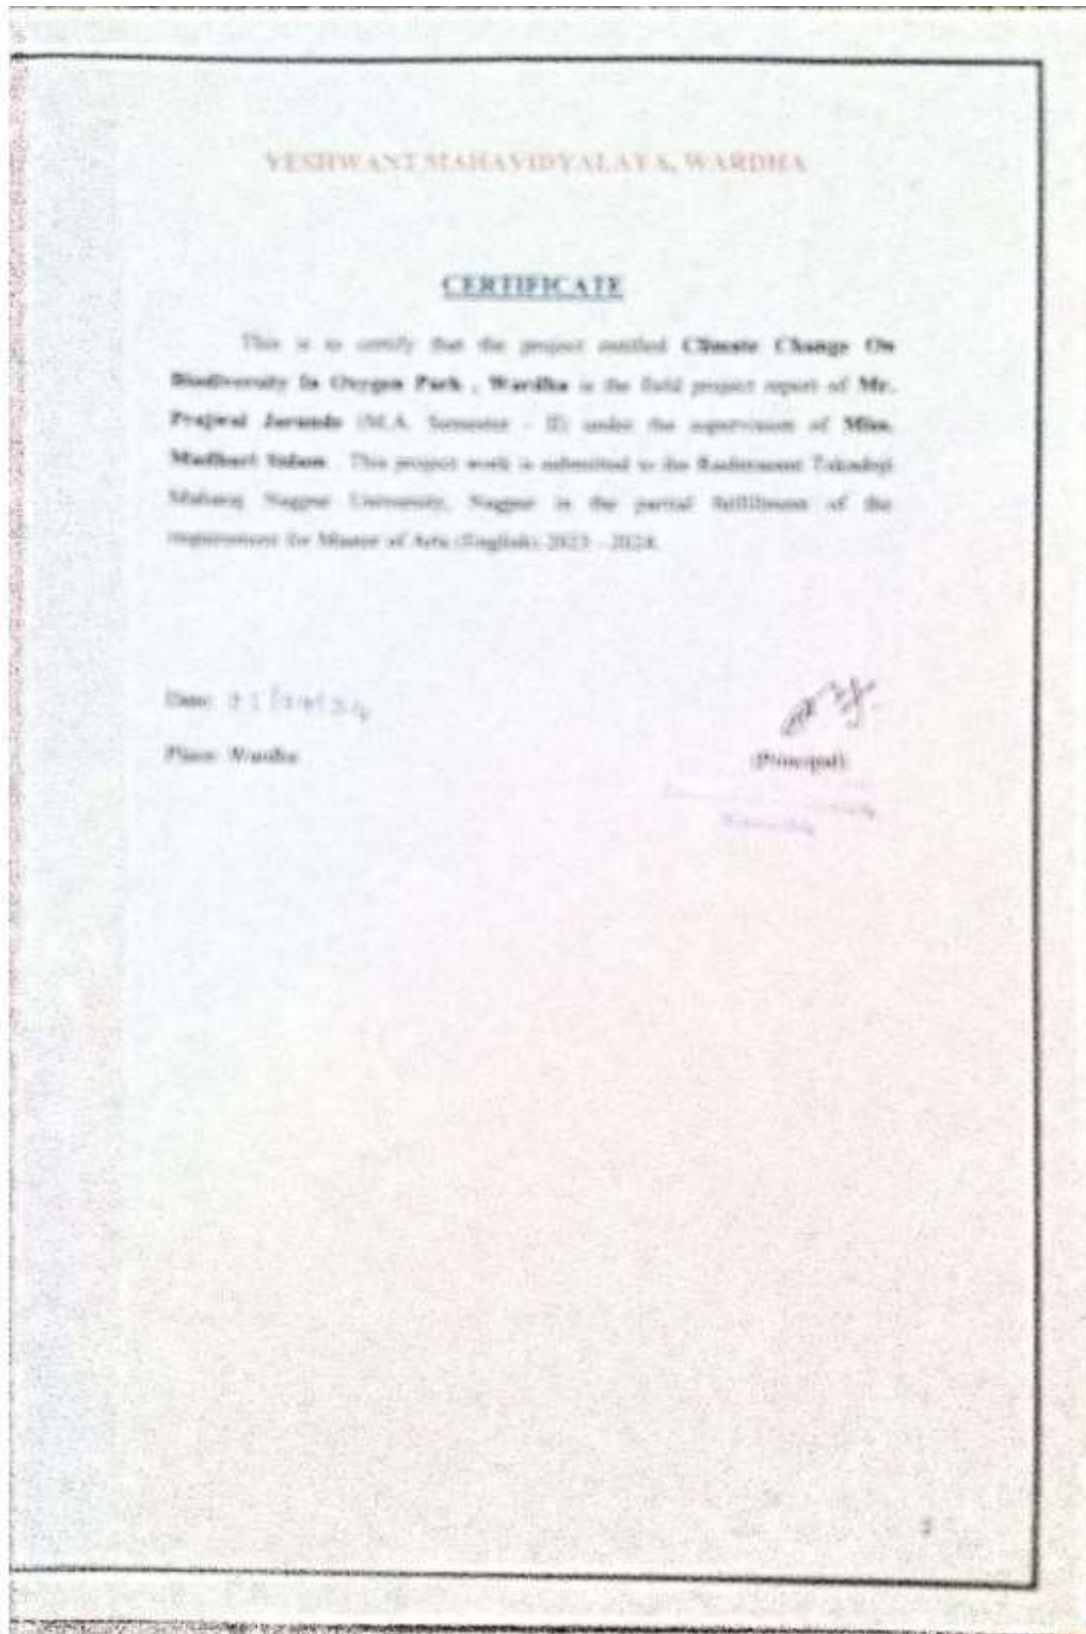 YESHWANT MAHAVIDYALAYA, WARDHA
CERTIFICATE
This is to certify that the project entitled Climate Change On
Biodiversity In Oxygen Park , Wardha is the field project report of Mr.
Prajwal (M.A. Semester - II) under the supervision of Miss.
Madhuri . This project work is submitted to the Rashtrasant Tukadoji
Maharaj Nagpur University, Nagpur in the partial fulfillment of the
requirement for Master of Arts (English) 2023 - 2024.
Date:
Place: Wardha
(Principal)